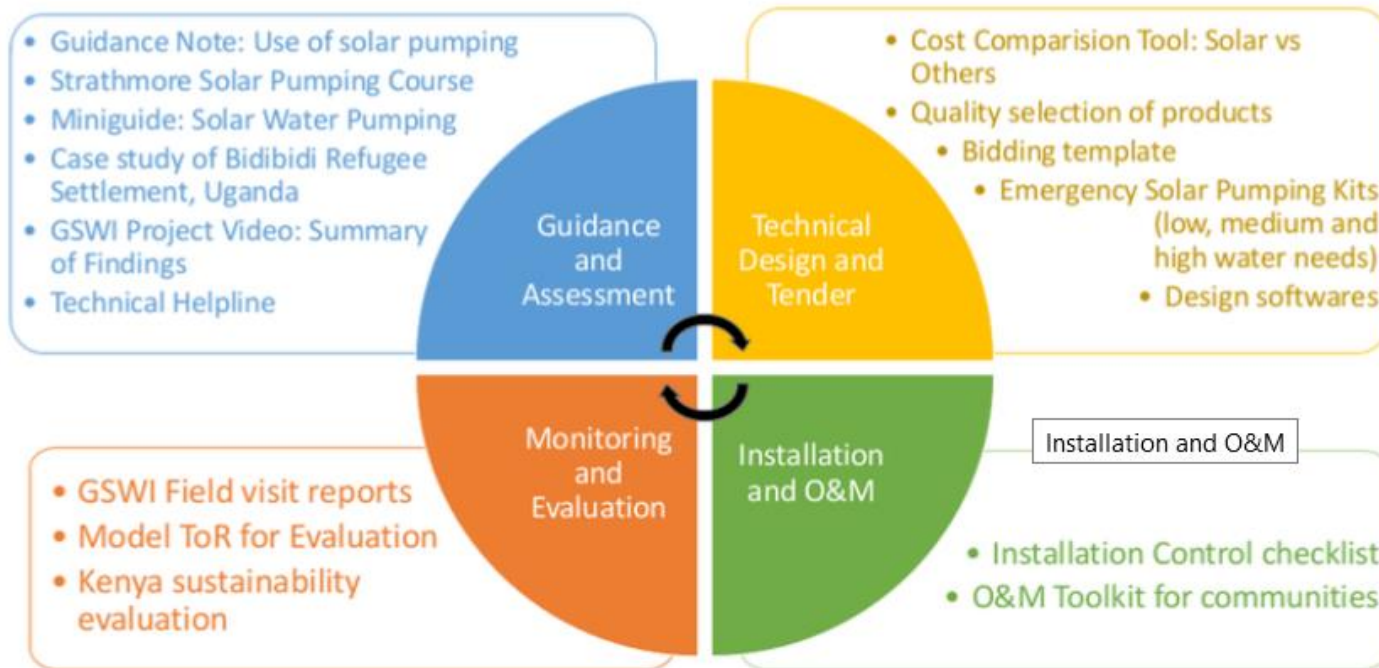 • Guidance Note: Use of solar pumping
• Strathmore Solar Pumping Course
• Miniguide: Solar Water Pumping
• Case study of Bidibidi Refugee
Settlement, Uganda
• GSWI Project Video: Summary
of Findings
• Technical Helpline
Guidance
and
Assessment
Technical
Design and
Tender
• Cost Comparision Tool: Solar vs
Others
• Quality selection of products
• Bidding template
• Emergency Solar Pumping Kits
(low, medium and
high water needs)
• Design softwares
• GSWI Field visit reports
• Model ToR for Evaluation
• Kenya sustainability
evaluation
Monitoring
and
Evaluation
Installation
and O&M
Installation and O&M
• Installation Control checklist
• O&M Toolkit for communities